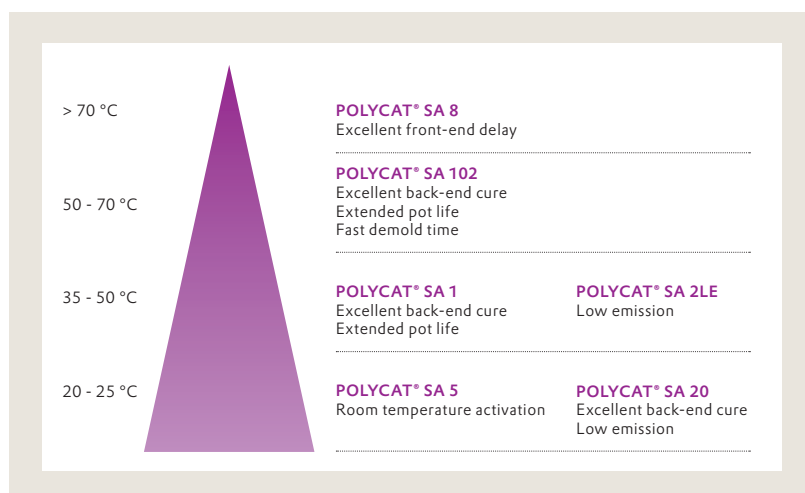 > 70 °C
POLYCAT® SA 8
Excellent front-end delay
50 - 70 °C
POLYCAT® SA 102
Excellent back-end cure
Extended pot life
Fast demold time
35 - 50 °C
POLYCAT® SA 1
Excellent back-end cure
Extended pot life
POLYCAT® SA 2LE
Low emission
20 - 25 °C
POLYCAT® SA 5
Room temperature activation
POLYCAT® SA 20
Excellent back-end cure
Low emission